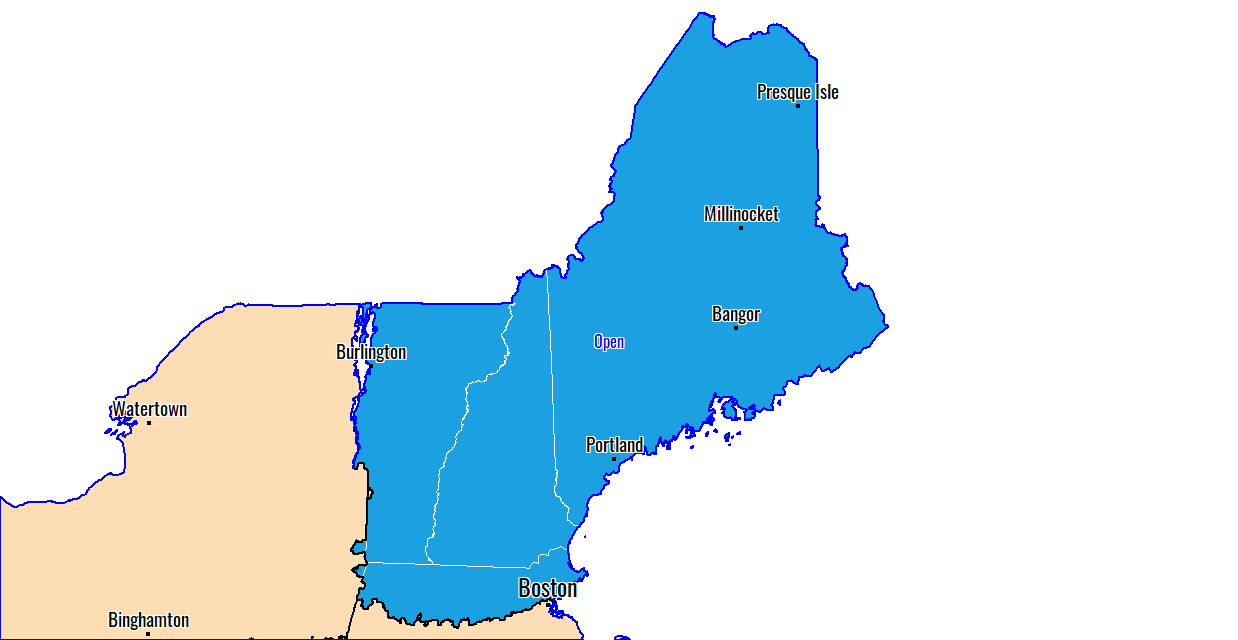 Presque Isle
Millinocket
Bangor
Open
Burlington
Watertown
Portland
Boston
Binghamton